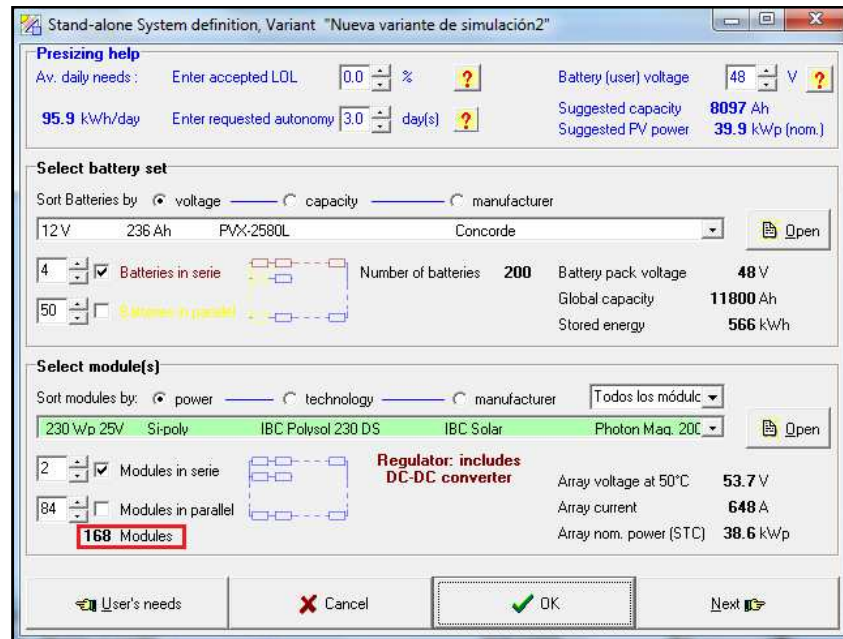 Stand-alone System definition, Variant "Nueva variante de simulación2"
Presizing help
Av. daily needs : Enter accepted LOL 0.0 % ? Battery (user) voltage 48 V ?
Suggested capacity 8097 Ah
95.9 kWh/day Enter requested autonomy 3.0 day(s) ? Suggested PV power 39.9 kWp (nom.)
Select battery set
Sort Batteries by voltage capacity manufacturer
12 V 236 Ah PVX-2580L Concorde Open
4 Batteries in serie Number of batteries 200 Battery pack voltage 48 V
Global capacity 11800 Ah
50 Batteries in parallel Stored energy 566 kWh
Select module(s)
Sort modules by: power technology manufacturer Todos los módulc
230 Wp 25V Si-poly IBC Polysol 230 DS IBC Solar Photon Mag. 200 Open
2 Modules in serie Regulator: includes
DC-DC converter
Array voltage at 50°C 53.7 V
84 Modules in parallel Array current 648 A
168 Modules Array nom. power (STC) 38.6 kWp
User's needs Cancel OK Next